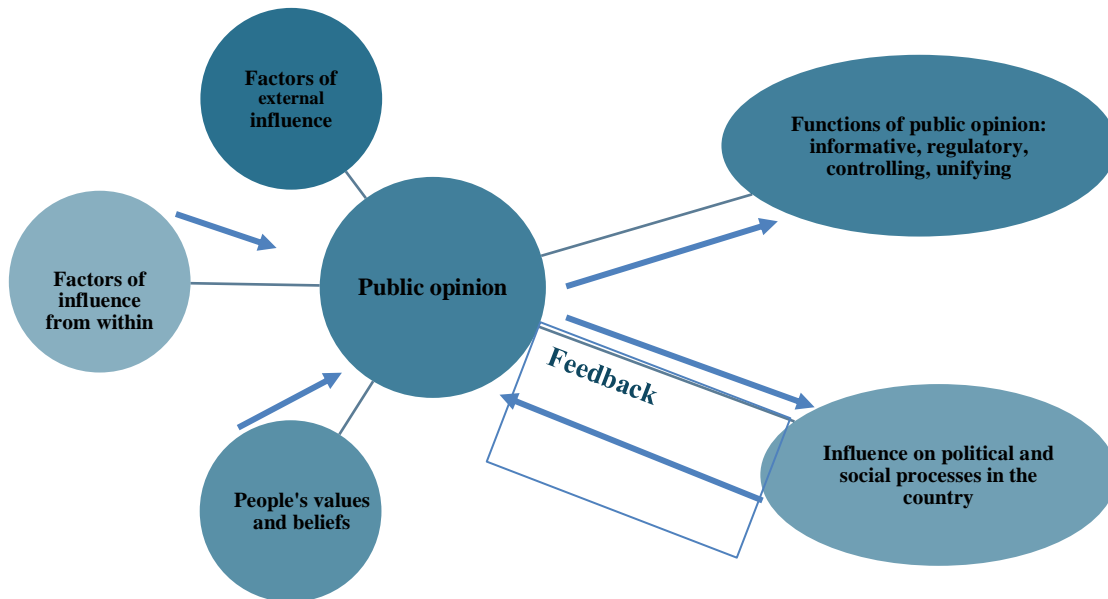 Factors of
external
influence
Functions of public opinion:
informative, regulatory,
controlling, unifying
Factors of
influence
from within
Public opinion
Feedback
People's values
and beliefs
Influence on political and
social processes in the
country